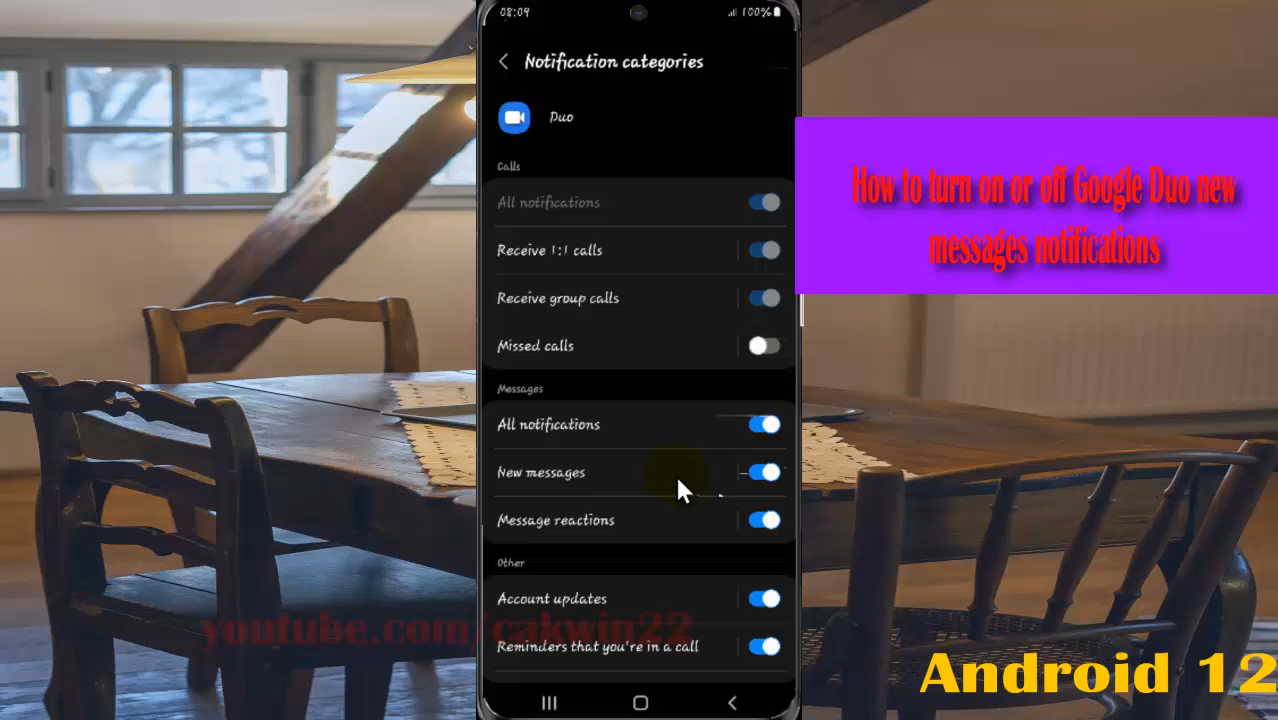 08:09
100%
Notification categories
Duo
Calls
All notifications
Receive 1:1 calls
Receive group calls
Missed calls
Messages
All notifications
New messages
Message reactions
Other
Account updates
Reminders that you're in a call
How to turn on or off Google Duo new
messages notifications
youtube.com/cakwin22
Android 12